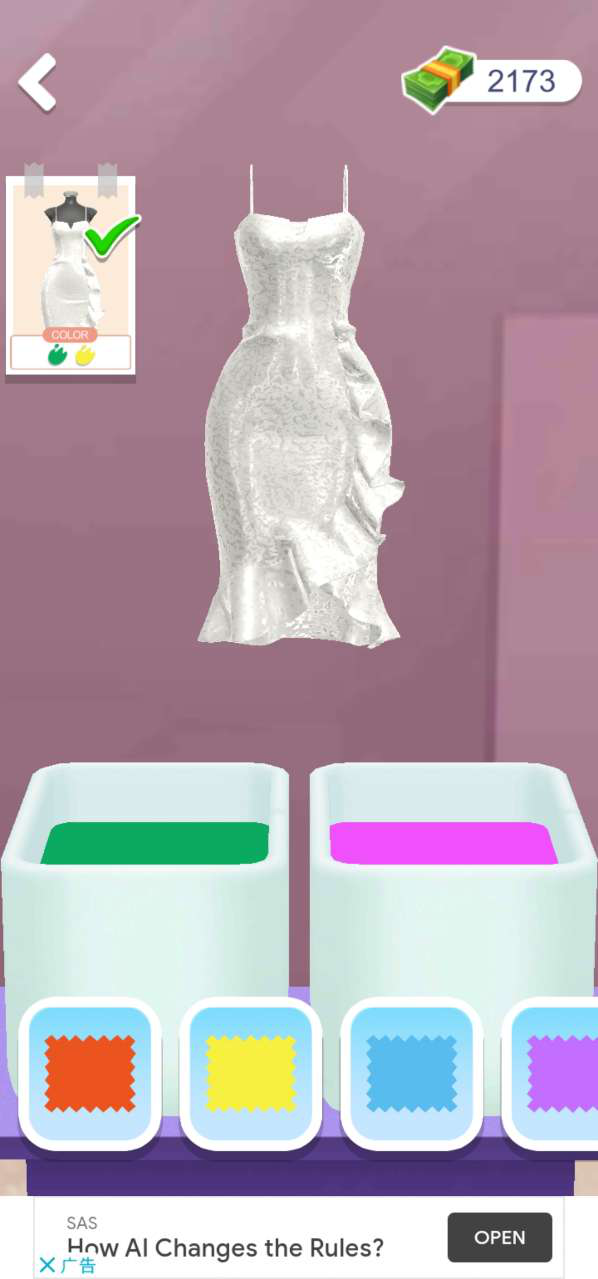 2173
COLOR
SAS
How AI Changes the Rules?
OPEN
广告